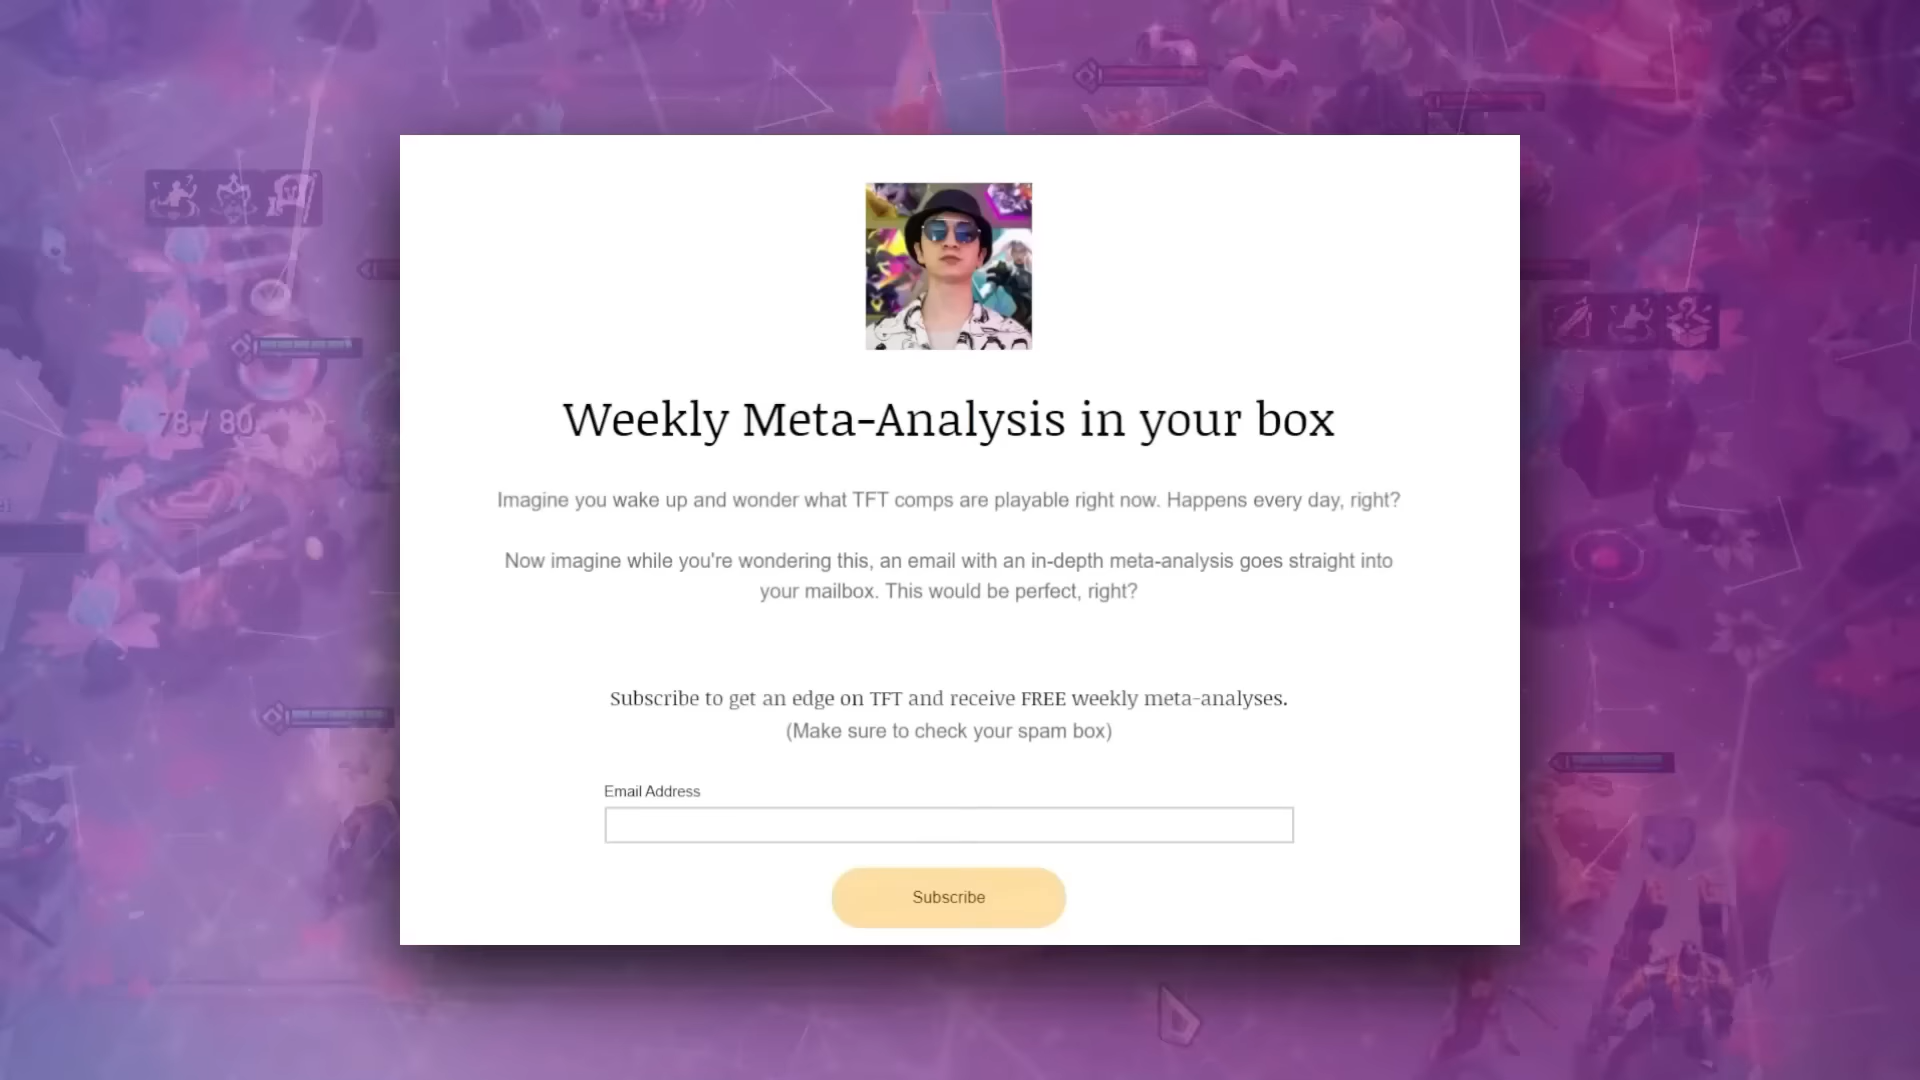 Weekly Meta-Analysis in your box
78 / 80
Imagine you wake up and wonder what TFT comps are playable right now. Happens every day, right?
Now imagine while you're wondering this, an email with an in-depth meta-analysis goes straight into
your mailbox. This would be perfect, right?
Subscribe to get an edge on TFT and receive FREE weekly meta-analyses.
(Make sure to check your spam box)
Email Address
Subscribe